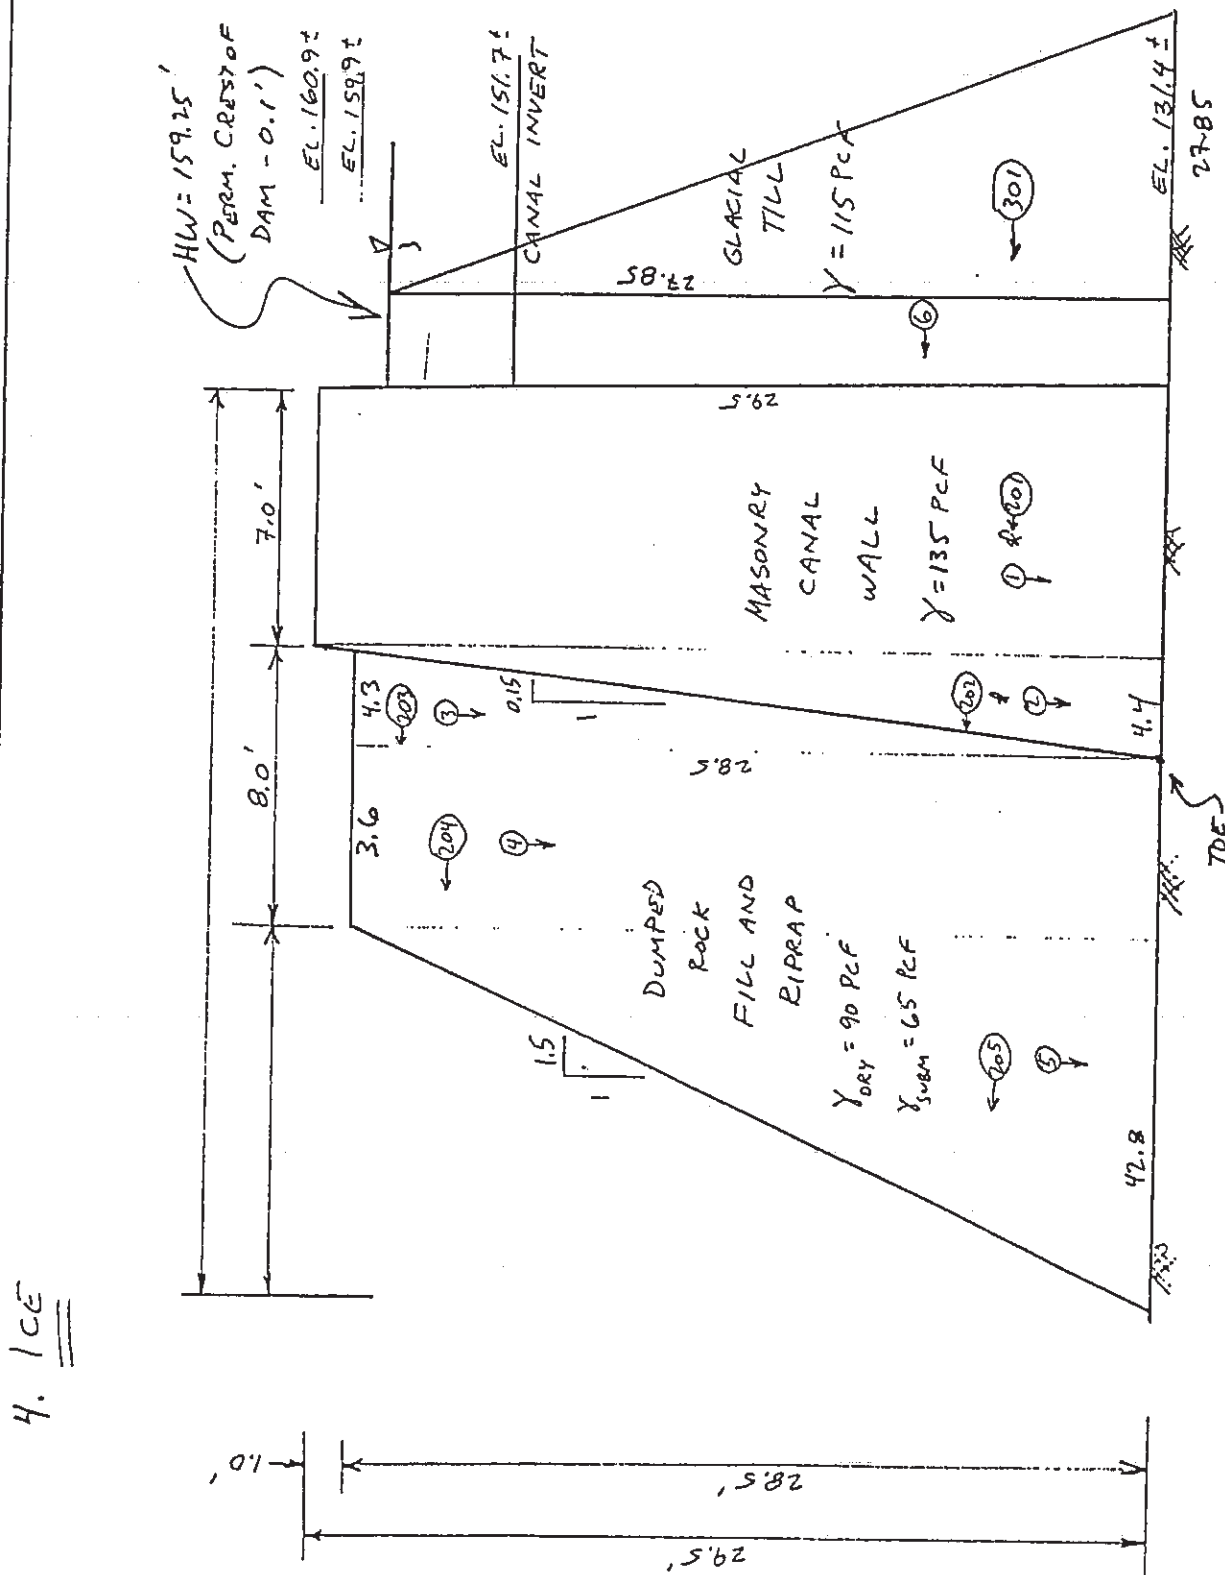 4. ICE
HW = 159.25'
(PERM. CREST OF
DAM - 0.1')
EL. 160.9±
EL. 159.9±
EL. 151.7±
CANAL INVERT
7.0'
8.0'
4.3
203
3
3.6
204
4
0.15
1
1.5
1
28.5
29.5
27.85
6
GLACIAL
TILL
γ = 115 PCF
301
MASONRY
CANAL
WALL
γ = 135 PCF
1 & 201
202 &
2
4.4
DUMPED
ROCK
FILL AND
RIPRAP
γDRY = 90 PCF
γSUBM = 65 PCF
205
5
42.8
TOE
EL. 131.4±
27.85
1.0'
28.5'
29.5'